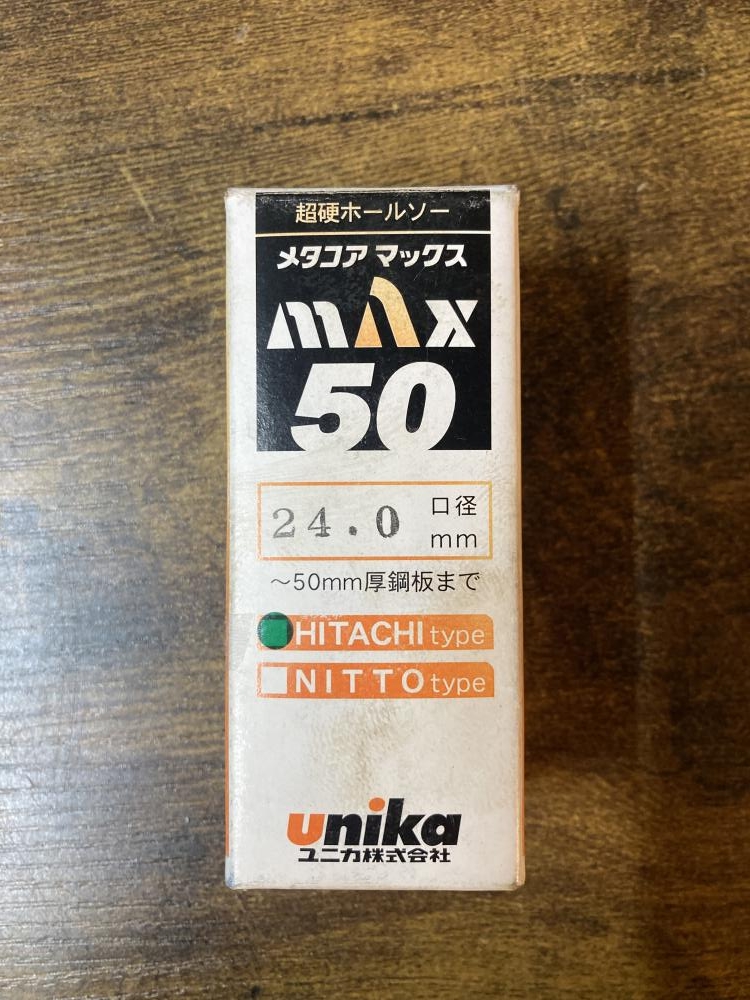 超硬ホールソー
メタコア マックス
mAx
50
24.0 口径
mm
～50mm厚鋼板まで
HITACHI type
NITTO type
unika
ユニカ株式会社